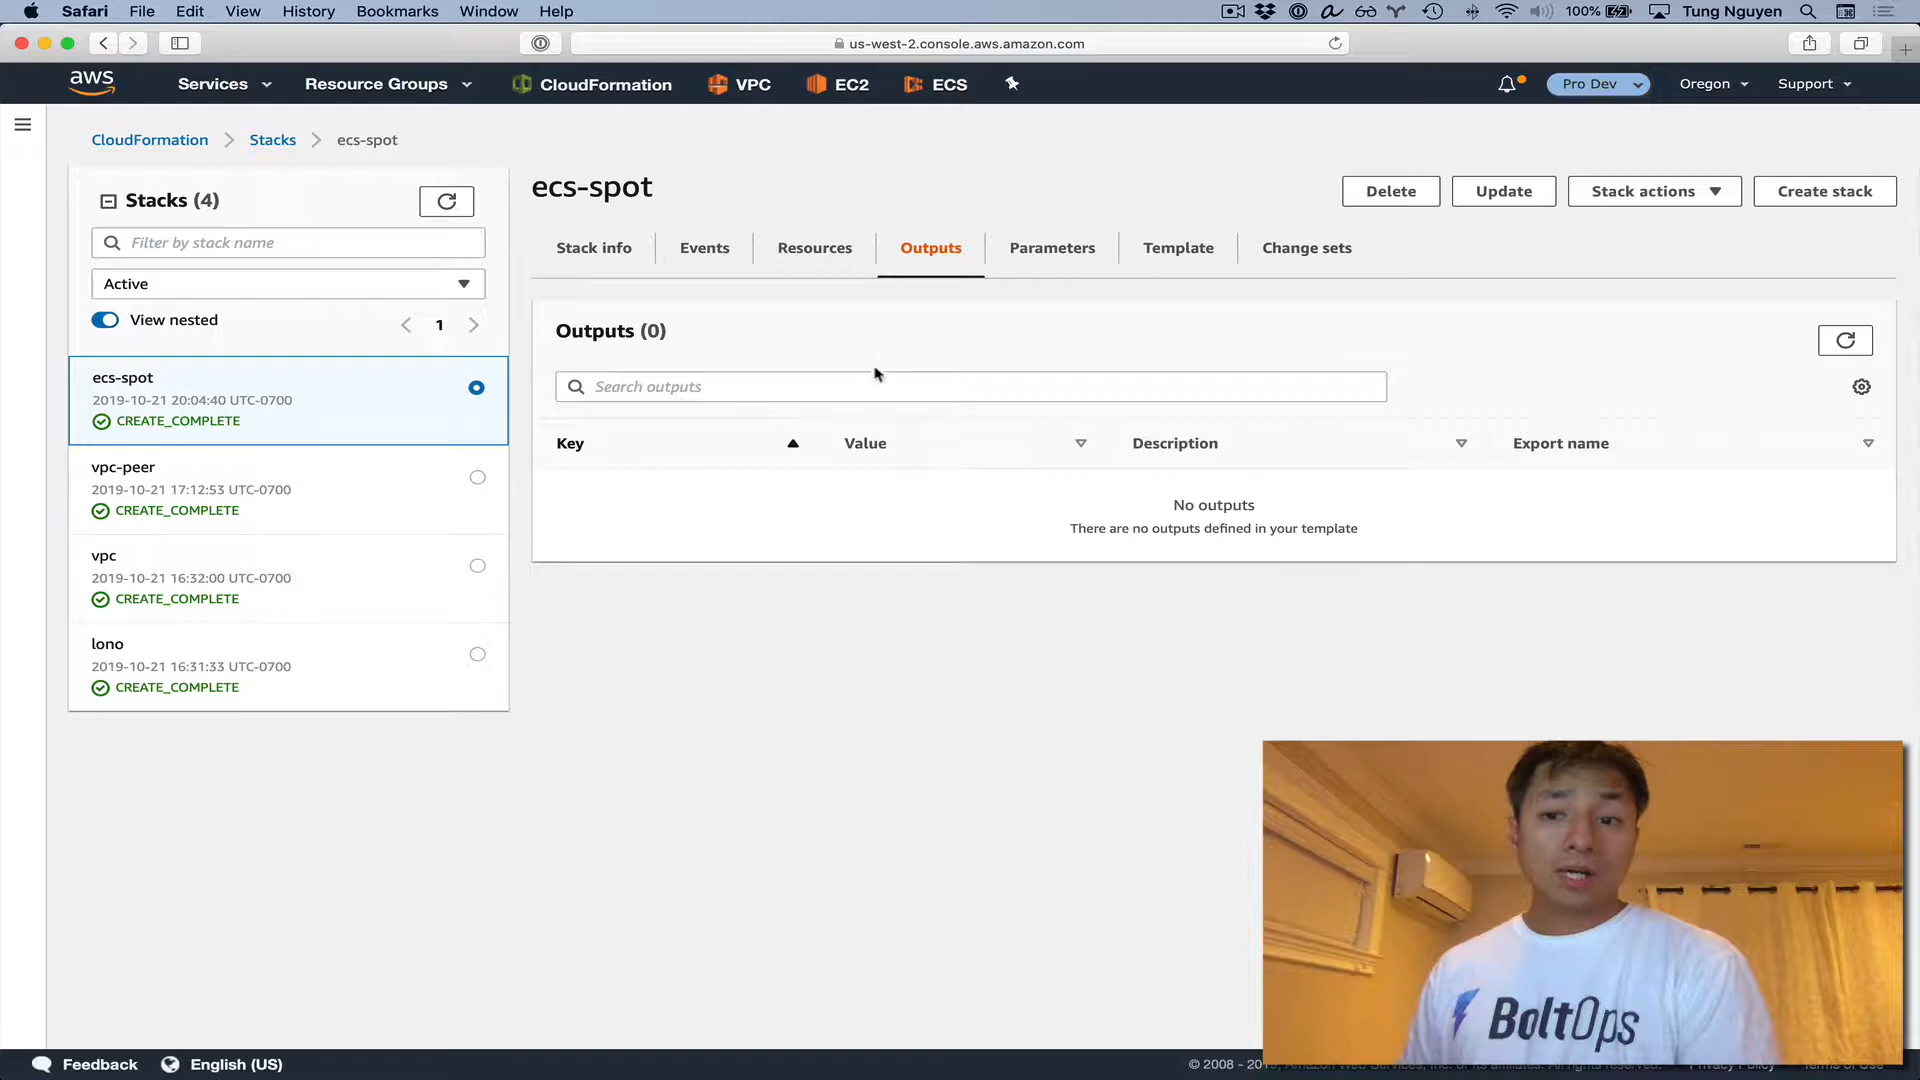 Safari File Edit View History Bookmarks Window Help 100% Tung Nguyen
us-west-2.console.aws.amazon.com
aws Services Resource Groups CloudFormation VPC EC2 ECS Pro Dev Oregon Support
CloudFormation Stacks ecs-spot
Stacks (4)
Filter by stack name
Active
View nested 1
ecs-spot
2019-10-21 20:04:40 UTC-0700
CREATE_COMPLETE
vpc-peer
2019-10-21 17:12:53 UTC-0700
CREATE_COMPLETE
vpc
2019-10-21 16:32:00 UTC-0700
CREATE_COMPLETE
lono
2019-10-21 16:31:33 UTC-0700
CREATE_COMPLETE
ecs-spot
Delete Update Stack actions Create stack
Stack info Events Resources Outputs Parameters Template Change sets
Outputs (0)
Search outputs
Key Value Description Export name
No outputs
There are no outputs defined in your template
BoltOps
Feedback English (US) © 2008 - 20